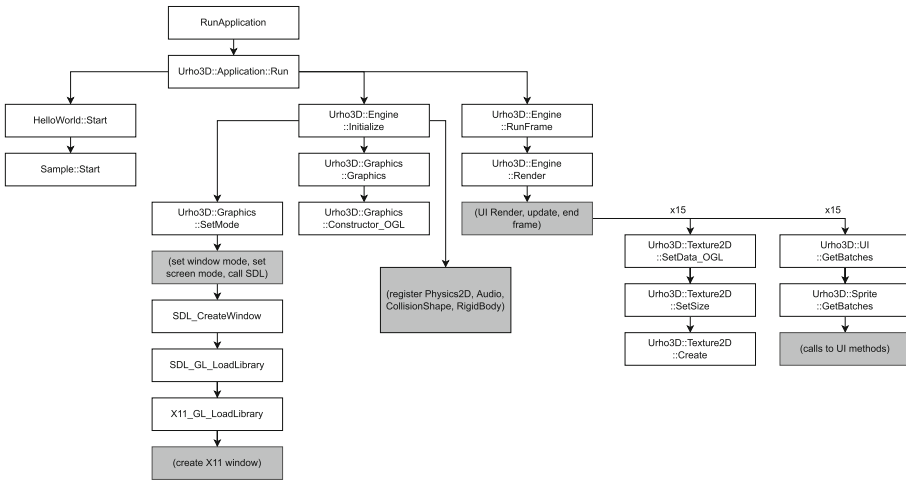 RunApplication
Urho3D::Application::Run
HelloWorld::Start
Sample::Start
Urho3D::Engine
::Initialize
Urho3D::Graphics
::Graphics
Urho3D::Graphics
::Constructor_OGL
Urho3D::Graphics
::SetMode
(set window mode, set
screen mode, call SDL)
SDL_CreateWindow
SDL_GL_LoadLibrary
X11_GL_LoadLibrary
(create X11 window)
(register Physics2D, Audio,
CollisionShape, RigidBody)
Urho3D::Engine
::RunFrame
Urho3D::Engine
::Render
(UI Render, update, end
frame)
x15
Urho3D::Texture2D
::SetData_OGL
Urho3D::Texture2D
::SetSize
Urho3D::Texture2D
::Create
x15
Urho3D::UI
::GetBatches
Urho3D::Sprite
::GetBatches
(calls to UI methods)